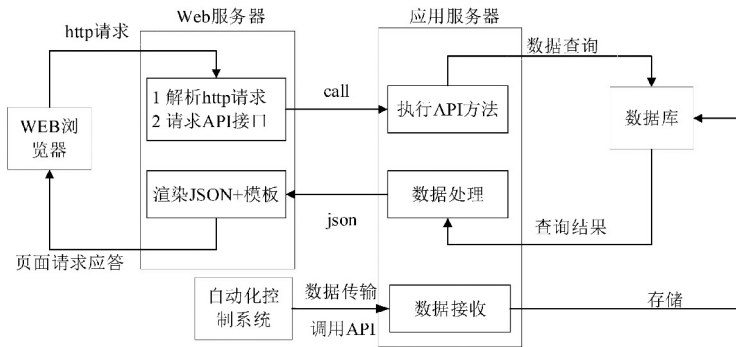 Web服务器
应用服务器
http请求
数据查询
1 解析http请求
2 请求API接口
call
执行API方法
数据库
WEB浏
览器
渲染JSON+模板
数据处理
json
查询结果
页面请求应答
自动化控
制系统
数据传输
调用API
数据接收
存储